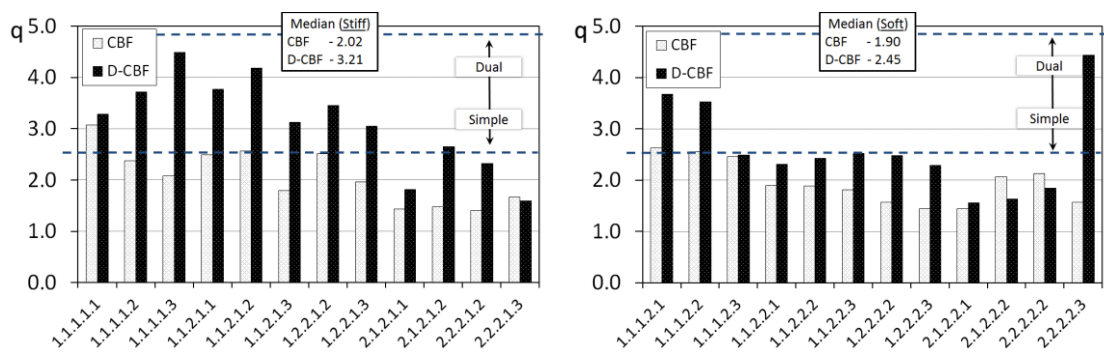 q
5.0
4.0
3.0
2.0
1.0
0.0
CBF
D-CBF
Median (Stiff)
CBF - 2.02
D-CBF - 3.21
Dual
Simple
1.1.1.1.1
1.1.1.1.2
1.1.1.1.3
1.1.2.1.1
1.1.2.1.2
1.2.2.1.3
1.2.2.1.2
1.2.2.1.3
2.1.2.1.1
2.1.2.1.2
2.2.2.1.2
2.2.2.1.3
q
5.0
4.0
3.0
2.0
1.0
0.0
CBF
D-CBF
Median (Soft)
CBF - 1.90
D-CBF - 2.45
Dual
Simple
1.1.1.2.1
1.1.1.2.2
1.1.1.2.3
1.1.2.2.1
1.1.2.2.2
1.2.2.2.3
1.2.2.2.2
1.2.2.2.3
2.1.2.2.1
2.1.2.2.2
2.2.2.2.2
2.2.2.2.3